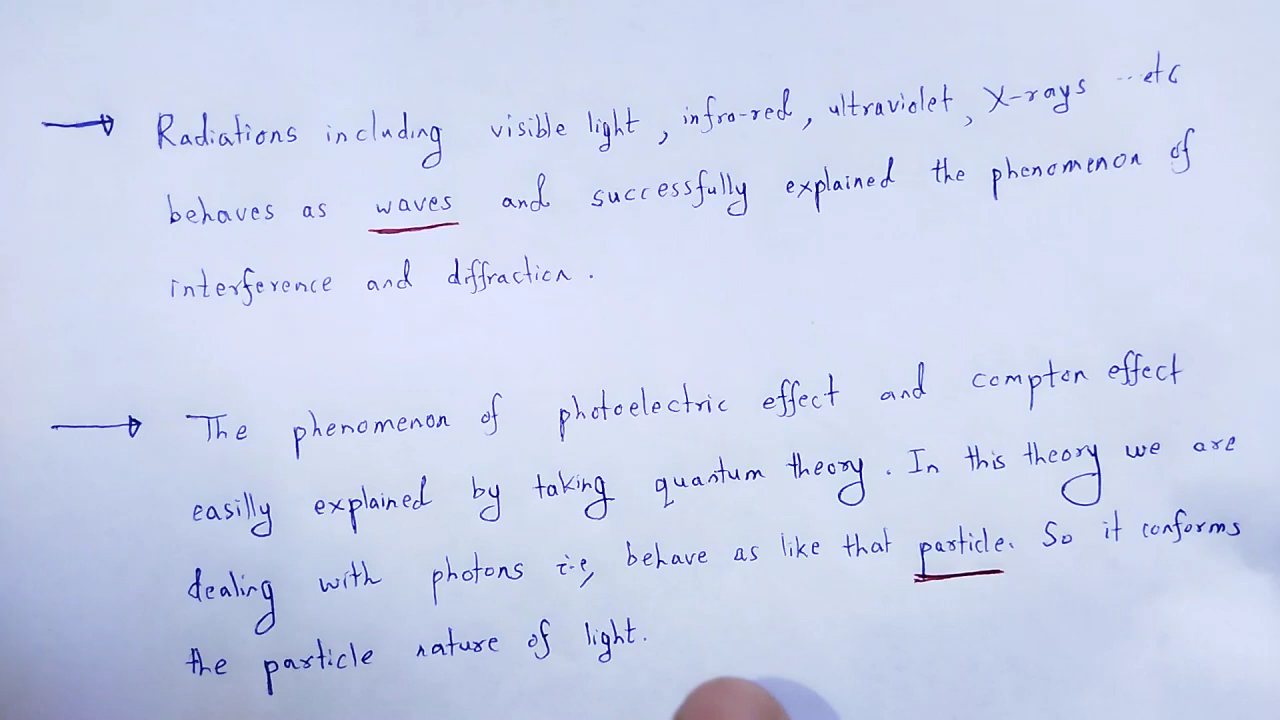 Radiations including visible light, infra-red, ultraviolet, X-rays ...etc
behaves as waves and successfully explained the phenomenon of
interference and diffraction.
The phenomenon of photoelectric effect and compton effect
easilly explained by taking quantum theory. In this theory we are
dealing with photons i.e, behave as like that particle. So it conforms
the particle nature of light.